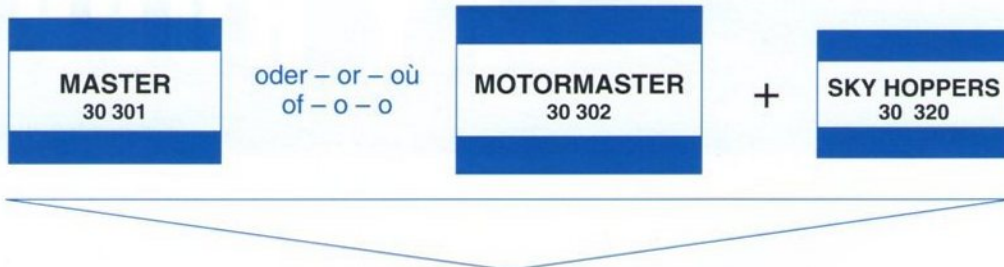 MASTER
30 301
oder – or – où
of – o – o
MOTORMASTER
30 302
+
SKY HOPPERS
30 320